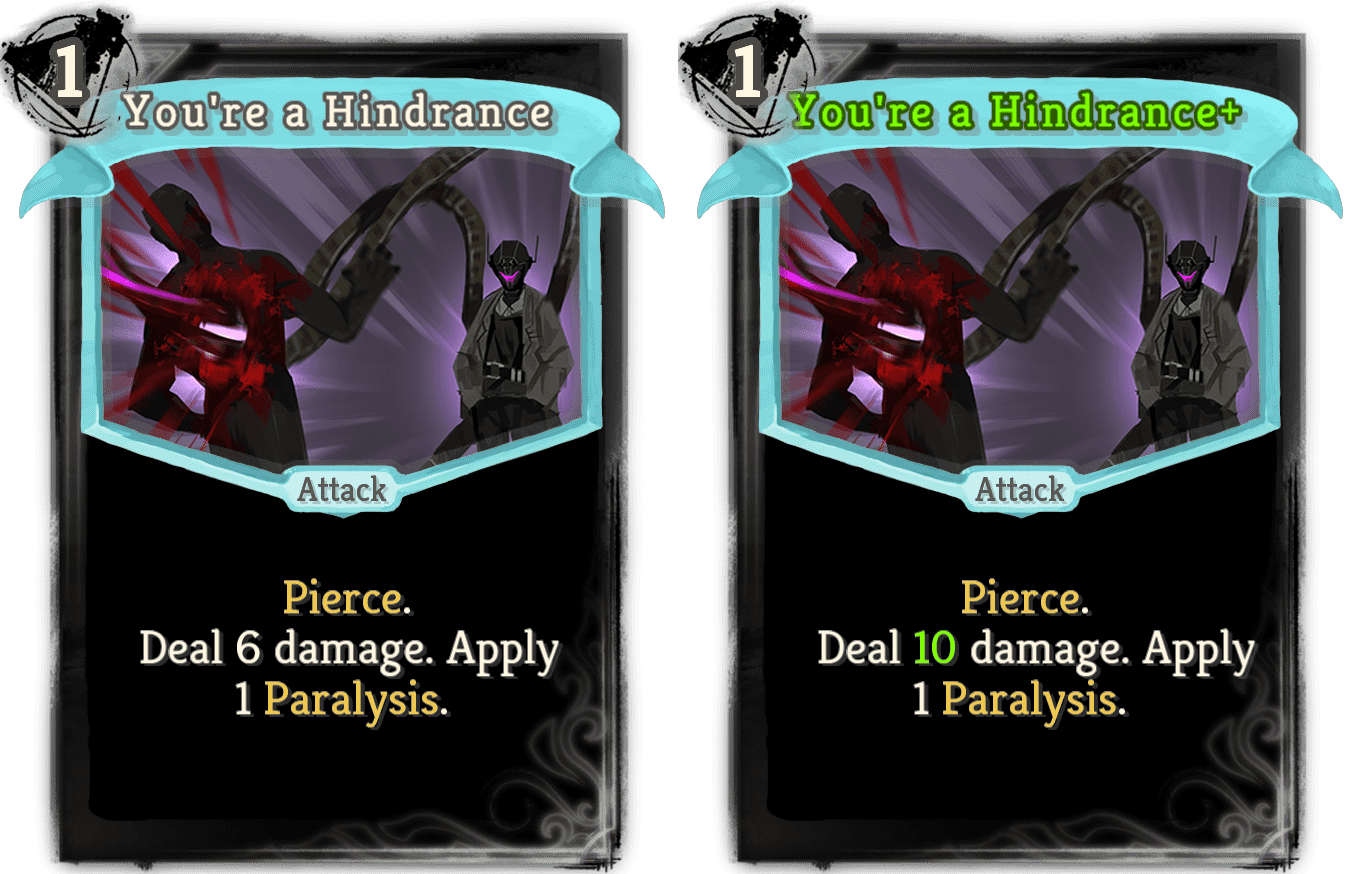 1
You're a Hindrance
Attack
Pierce.
Deal 6 damage. Apply
1 Paralysis.
1
You're a Hindrance+
Attack
Pierce.
Deal 10 damage. Apply
1 Paralysis.